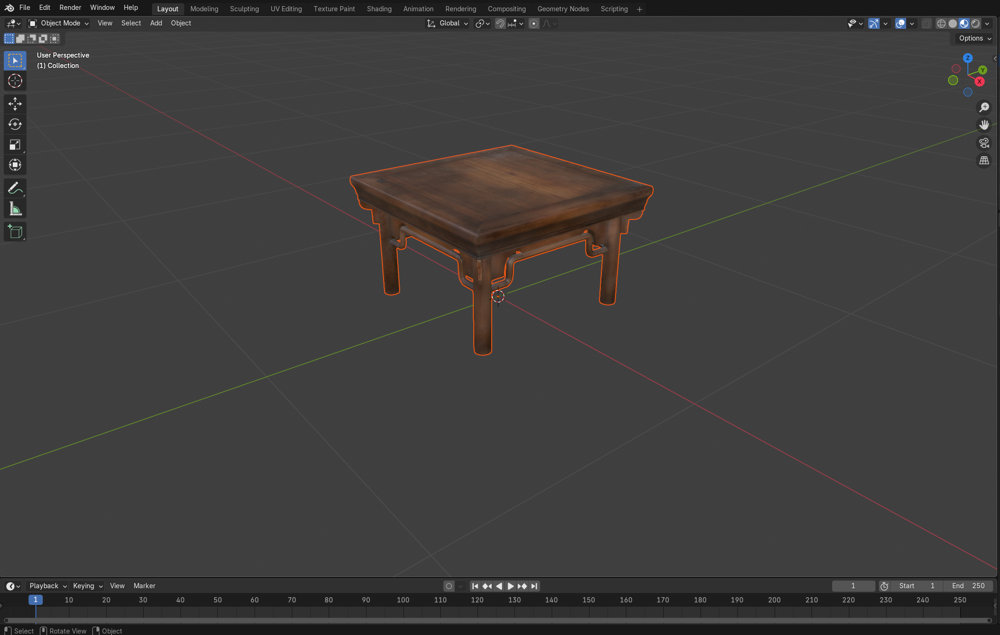 File Edit Render Window Help Layout Modeling Sculpting UV Editing Texture Paint Shading Animation Rendering Compositing Geometry Nodes Scripting +
Object Mode View Select Add Object Global
Options
User Perspective
(1) Collection
Z
Y
X
Playback Keying View Marker 1 Start 1 End 250
1 10 20 30 40 50 60 70 80 90 100 110 120 130 140 150 160 170 180 190 200 210 220 230 240 250
Select Rotate View Object